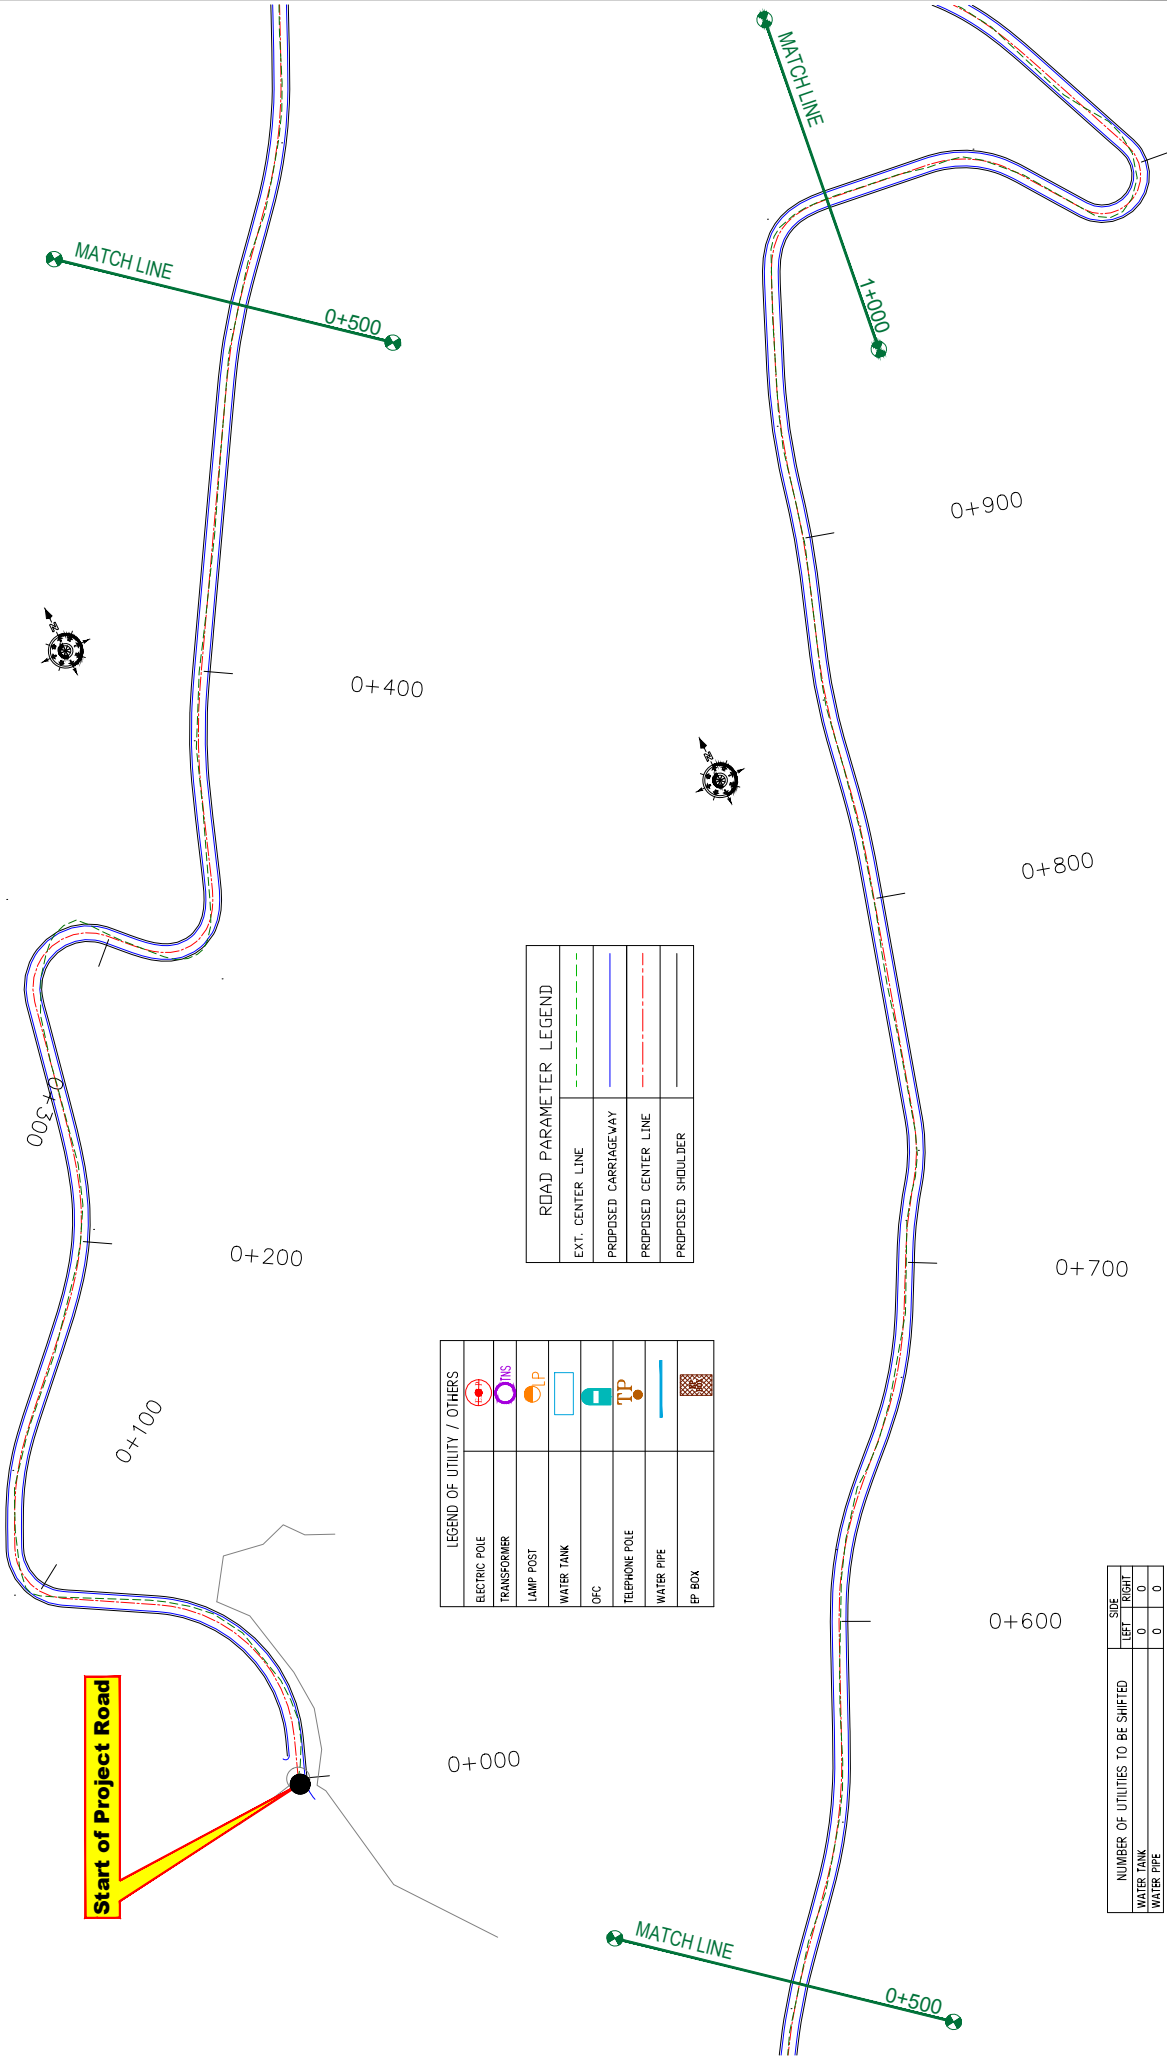 MATCH LINE
1+000
MATCH LINE
0+500
0+900
N
0+400
N
0+800
ROAD PARAMETER LEGEND
EXT. CENTER LINE
PROPOSED CARRIAGEWAY
PROPOSED CENTER LINE
PROPOSED SHOULDER
0+300
0+200
0+700
LEGEND OF UTILITY / OTHERS
ELECTRIC POLE
TRANSFORMER TNS
LAMP POST LP
WATER TANK
OFC
TELEPHONE POLE TP
WATER PIPE
EP BOX
0+100
0+600
Start of Project Road
0+000
NUMBER OF UTILITIES TO BE SHIFTED SIDE
LEFT RIGHT
WATER TANK 0 0
WATER PIPE 0 0
MATCH LINE
0+500